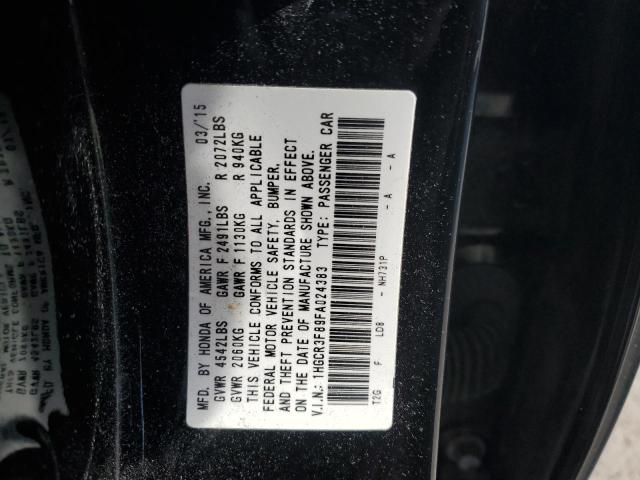 MFD. BY HONDA OF AMERICA MFG., INC. 03/'15
GVWR 4542LBS GAWR F 2491LBS R 2072LBS
GVWR 2060KG GAWR F 1130KG R 940KG
THIS VEHICLE CONFORMS TO ALL APPLICABLE
FEDERAL MOTOR VEHICLE SAFETY, BUMPER,
AND THEFT PREVENTION STANDARDS IN EFFECT
ON THE DATE OF MANUFACTURE SHOWN ABOVE.
V.I.N.: 1HGCR3F89FA024383 TYPE: PASSENGER CAR
T2G F LD8 - NH731P - A - A